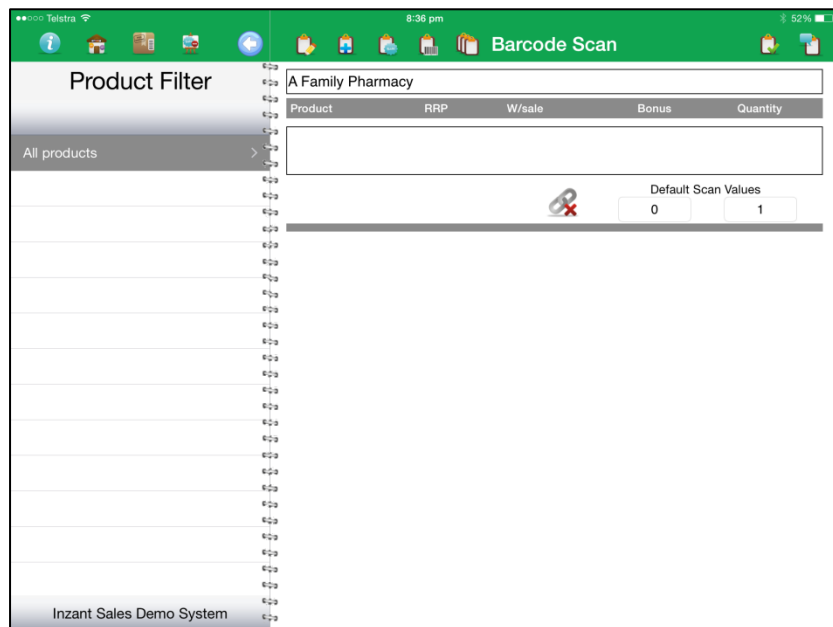 Telstra 8:36 pm 52%
Barcode Scan
Product Filter
A Family Pharmacy
Product RRP W/sale Bonus Quantity
All products
Default Scan Values
0 1
Inzant Sales Demo System